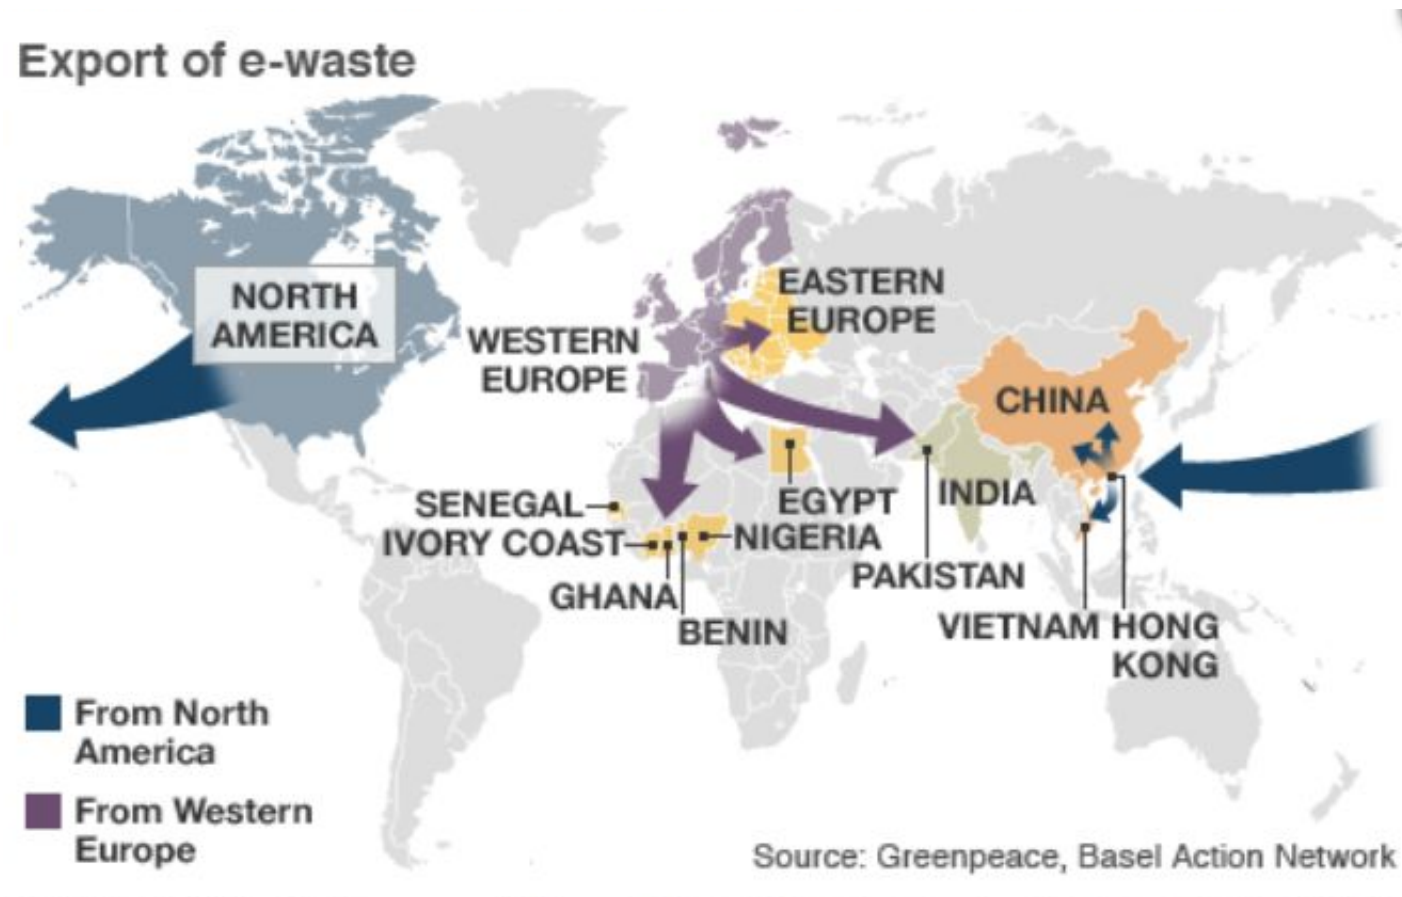 Export of e-waste
NORTH
AMERICA
WESTERN
EUROPE
EASTERN
EUROPE
CHINA
SENEGAL
IVORY COAST
GHANA
BENIN
NIGERIA
EGYPT
INDIA
PAKISTAN
VIETNAM
HONG
KONG
From North
America
From Western
Europe
Source: Greenpeace, Basel Action Network